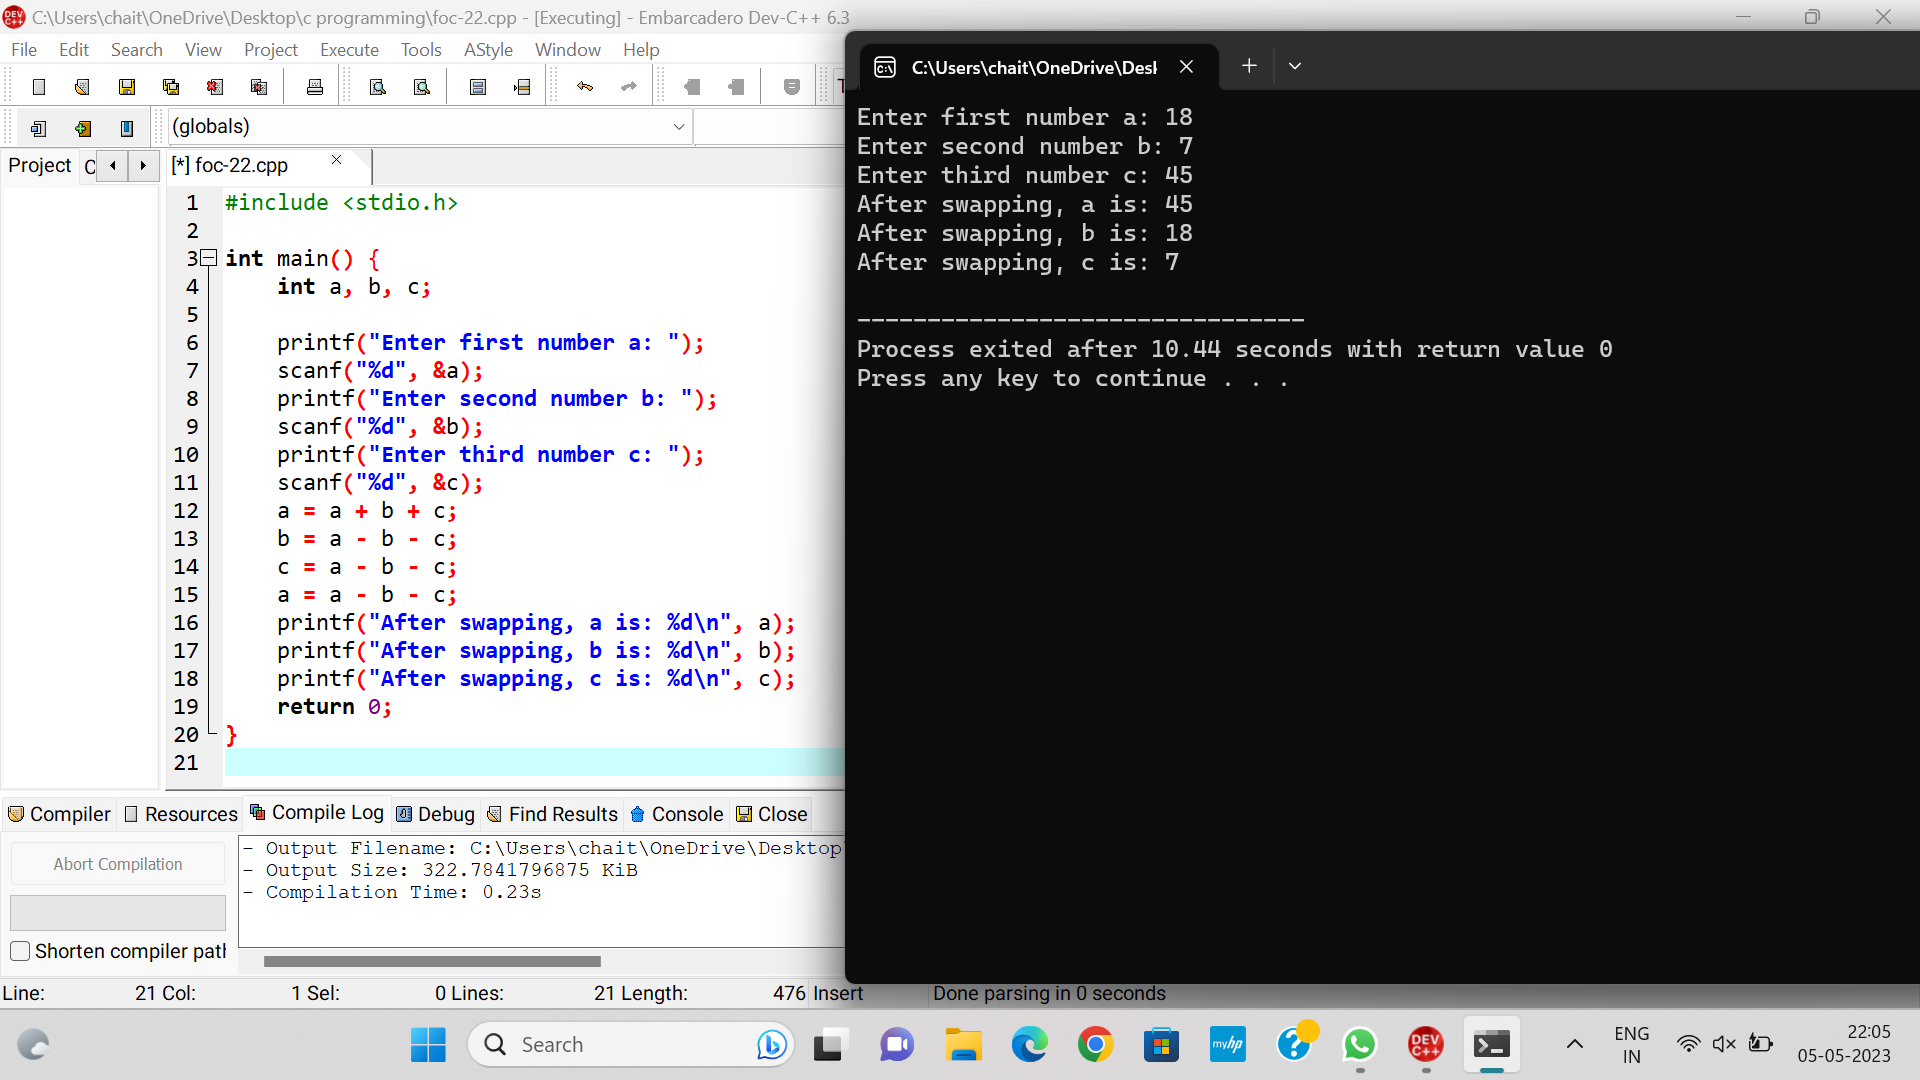 C:\Users\chait\OneDrive\Desktop\c programming\foc-22.cpp - [Executing] - Embarcadero Dev-C++ 6.3
File Edit Search View Project Execute Tools AStyle Window Help
(globals)
Project
[*] foc-22.cpp
1 #include <stdio.h>
2
3 int main() {
4 int a, b, c;
5
6 printf("Enter first number a: ");
7 scanf("%d", &a);
8 printf("Enter second number b: ");
9 scanf("%d", &b);
10 printf("Enter third number c: ");
11 scanf("%d", &c);
12 a = a + b + c;
13 b = a - b - c;
14 c = a - b - c;
15 a = a - b - c;
16 printf("After swapping, a is: %d\n", a);
17 printf("After swapping, b is: %d\n", b);
18 printf("After swapping, c is: %d\n", c);
19 return 0;
20 }
21
C:\Users\chait\OneDrive\Desl
Enter first number a: 18
Enter second number b: 7
Enter third number c: 45
After swapping, a is: 45
After swapping, b is: 18
After swapping, c is: 7
--------------------------------
Process exited after 10.44 seconds with return value 0
Press any key to continue . . .
Compiler Resources Compile Log Debug Find Results Console Close
Abort Compilation
Shorten compiler path
- Output Filename: C:\Users\chait\OneDrive\Desktop
- Output Size: 322.7841796875 KiB
- Compilation Time: 0.23s
Line: 21 Col: 1 Sel: 0 Lines: 21 Length: 476 Insert Done parsing in 0 seconds
Search
myhp
DEV C++
ENG
IN
22:05
05-05-2023